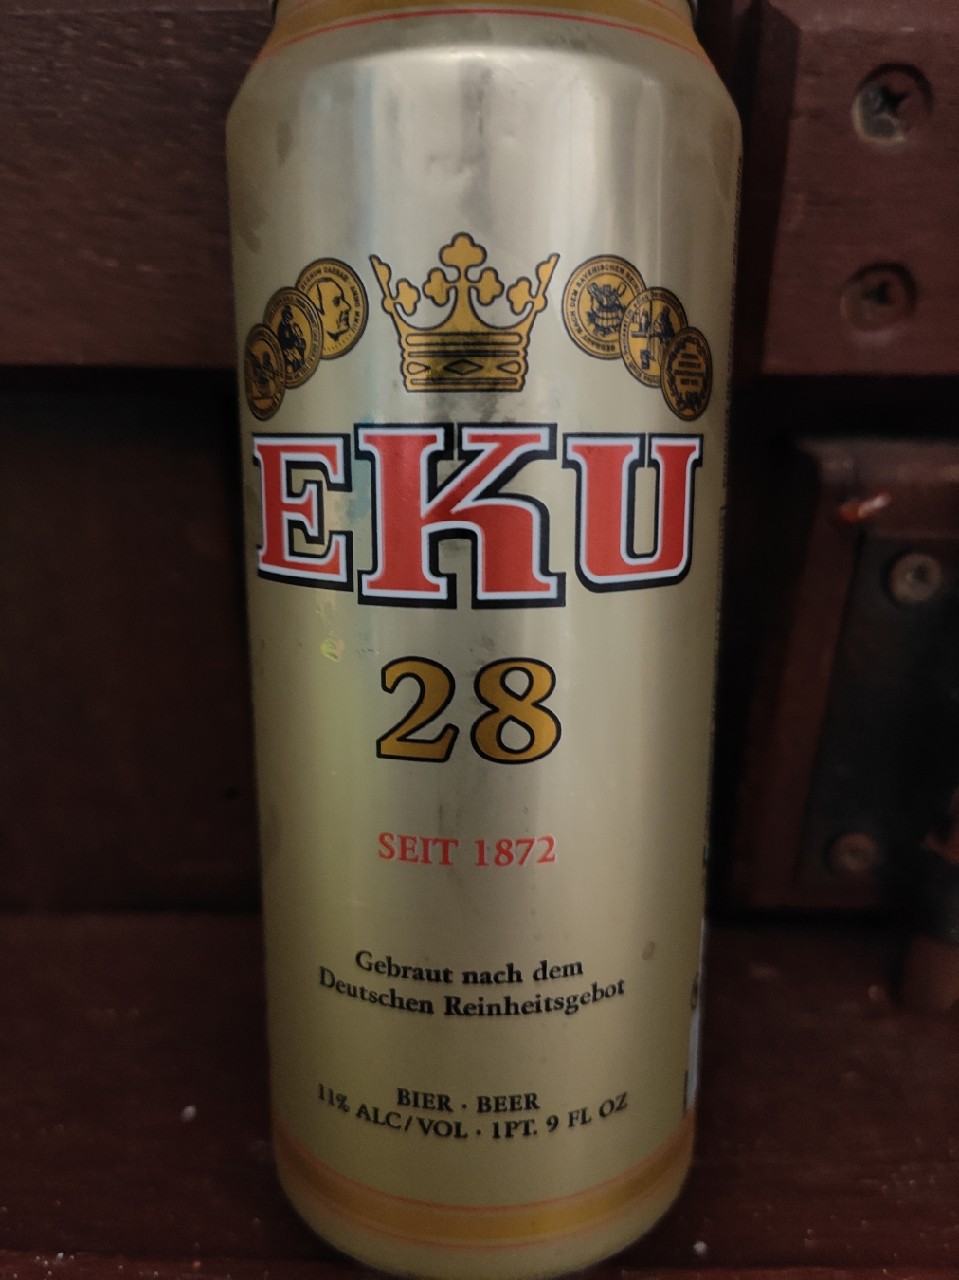 EKU
28
SEIT 1872
Gebraut nach dem
Deutschen Reinheitsgebot
BIER · BEER
11% ALC/VOL · 1PT. 9 FL OZ